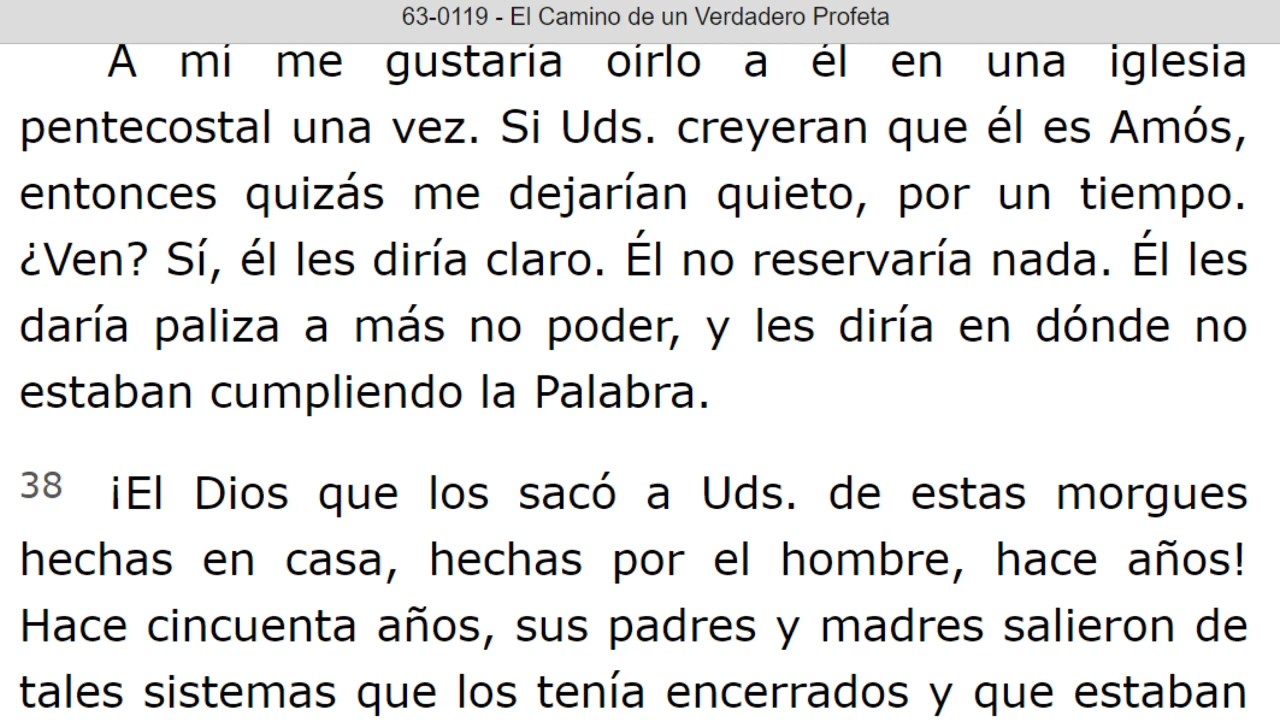 63-0119 - El Camino de un Verdadero Profeta
A mí me gustaría oírlo a él en una iglesia
pentecostal una vez. Si Uds. creyeran que él es Amós,
entonces quizás me dejarían quieto, por un tiempo.
¿Ven? Sí, él les diría claro. Él no reservaría nada. Él les
daría paliza a más no poder, y les diría en dónde no
estaban cumpliendo la Palabra.
38 ¡El Dios que los sacó a Uds. de estas morgues
hechas en casa, hechas por el hombre, hace años!
Hace cincuenta años, sus padres y madres salieron de
tales sistemas que los tenía encerrados y que estaban